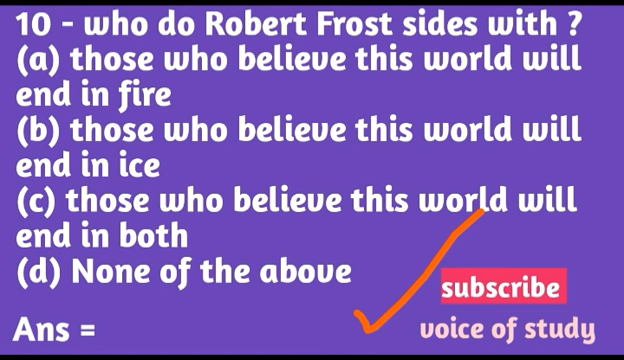 10 - who do Robert Frost sides with ?
(a) those who believe this world will
end in fire
(b) those who believe this world will
end in ice
(c) those who believe this world will
end in both
(d) None of the above
subscribe
Ans =
voice of study